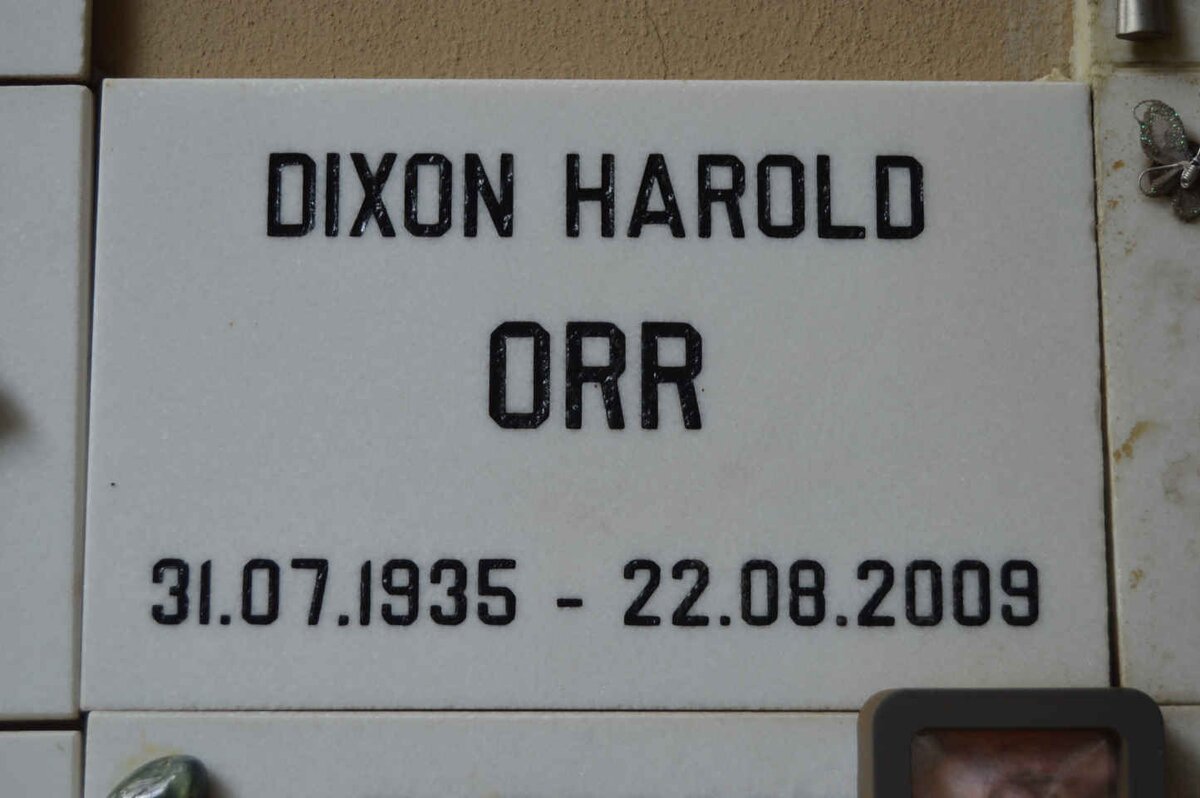 DIXON HAROLD
ORR
31.07.1935 - 22.08.2009